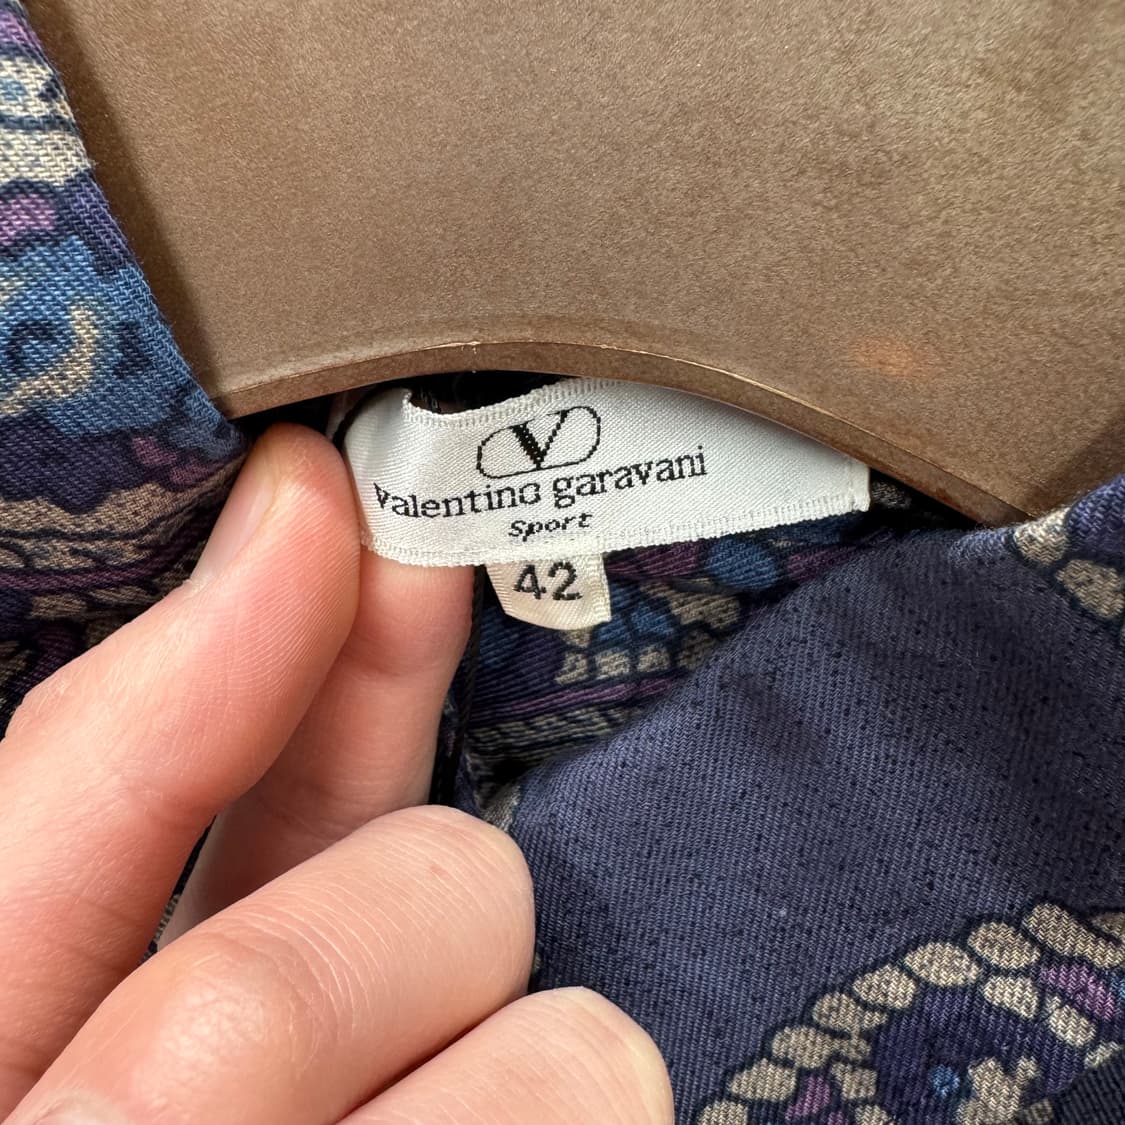 V
valentino garavani
Sport
42